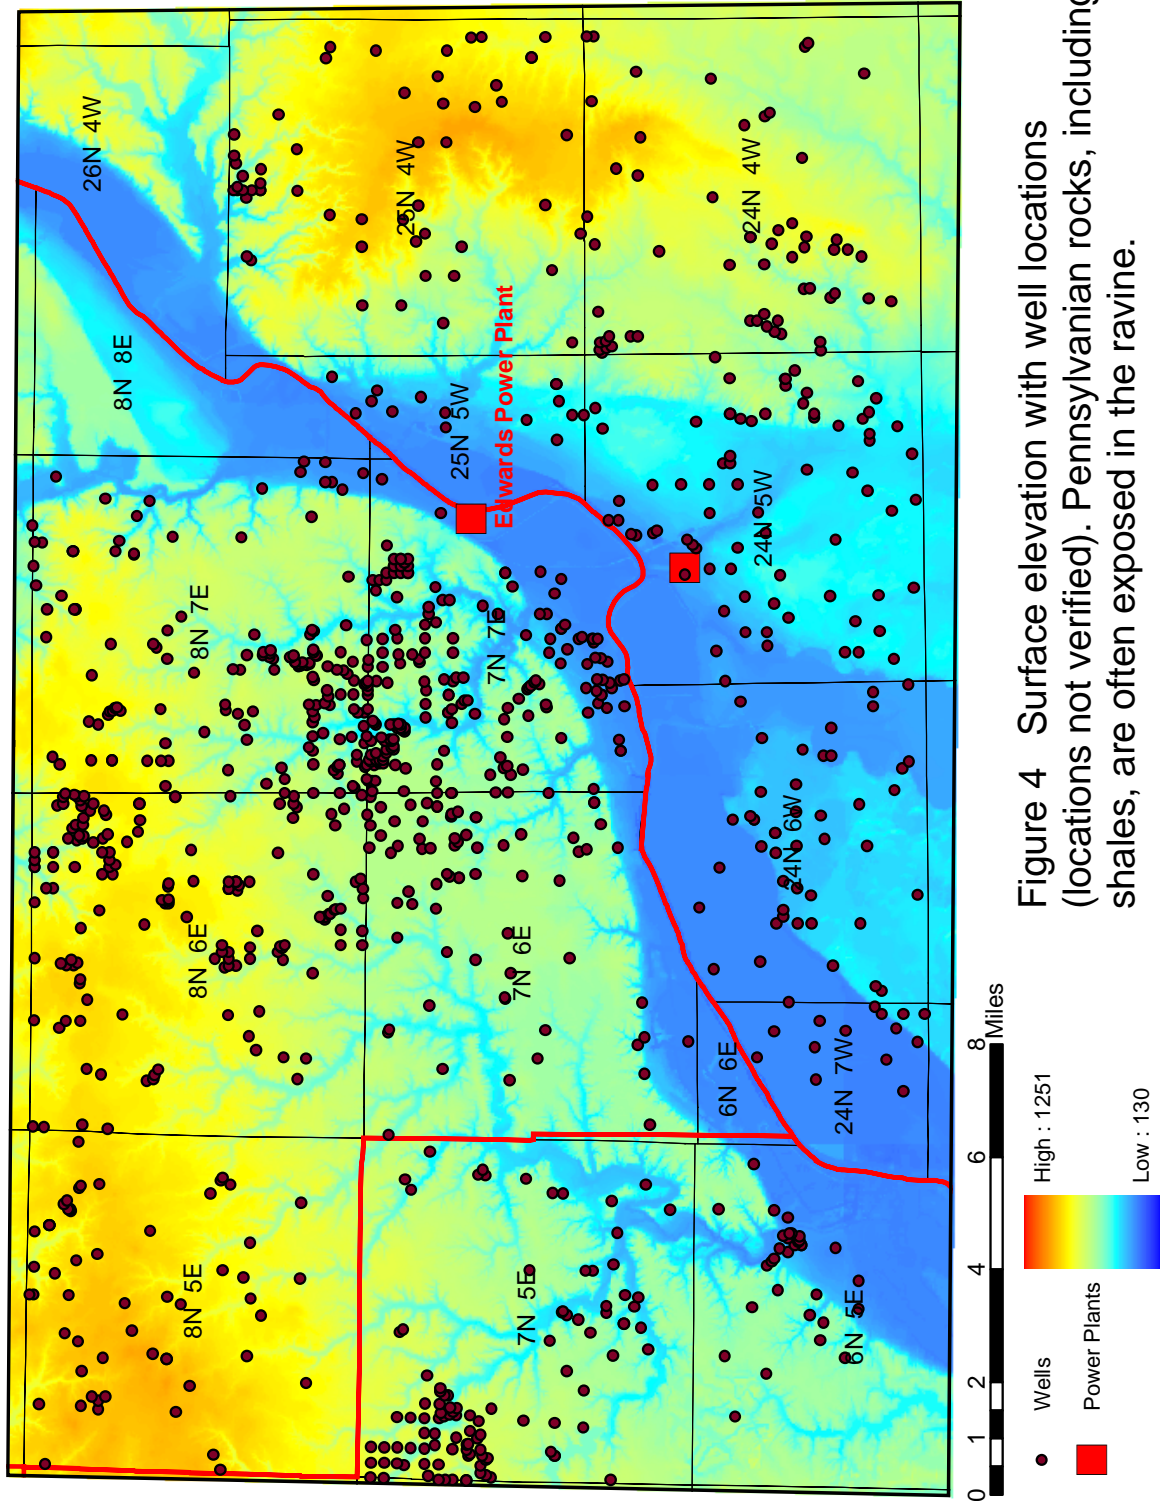 26N 4W
8N 8E
25N 4W
24N 4W
25N 5W
Edwards Power Plant
24N 5W
8N 7E
7N 7E
24N 6W
8N 6E
7N 6E
6N 6E
24N 7W
8N 5E
7N 5E
6N 5E
0 1 2 4 6 8
Miles
Wells
Power Plants
High : 1251
Low : 130
Figure 4 Surface elevation with well locations
(locations not verified). Pennsylvanian rocks, including
shales, are often exposed in the ravine.